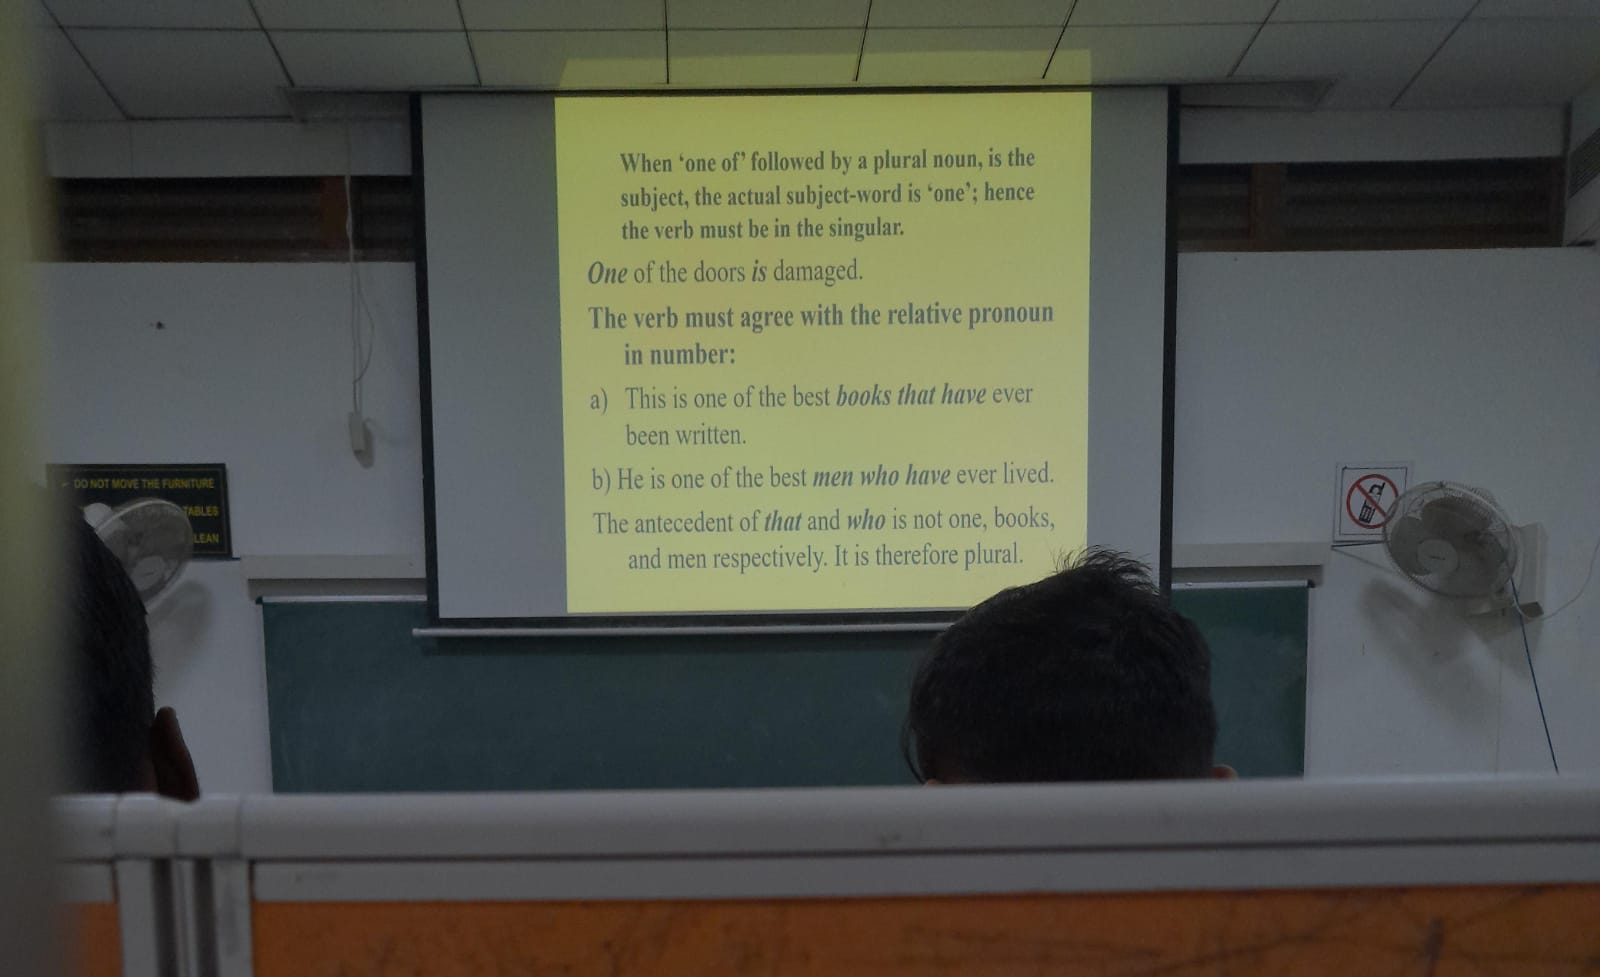 When ‘one of’ followed by a plural noun, is the
subject, the actual subject-word is ‘one’; hence
the verb must be in the singular.
One of the doors is damaged.
The verb must agree with the relative pronoun
in number:
a) This is one of the best books that have ever
been written.
b) He is one of the best men who have ever lived.
The antecedent of that and who is not one, books,
and men respectively. It is therefore plural.
DO NOT MOVE THE FURNITURE
TABLES